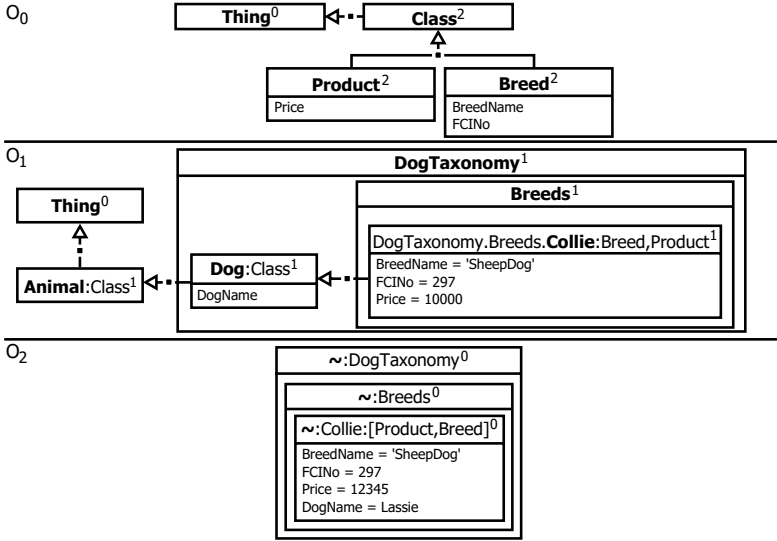 O0
Thing0
Class2
Product2
Price
Breed2
BreedName
FCINo
O1
DogTaxonomy1
Breeds1
Thing0
DogTaxonomy.Breeds.Collie:Breed,Product1
BreedName = 'SheepDog'
FCINo = 297
Price = 10000
Dog:Class1
DogName
Animal:Class1
O2
~:DogTaxonomy0
~:Breeds0
~:Collie:[Product,Breed]0
BreedName = 'SheepDog'
FCINo = 297
Price = 12345
DogName = Lassie